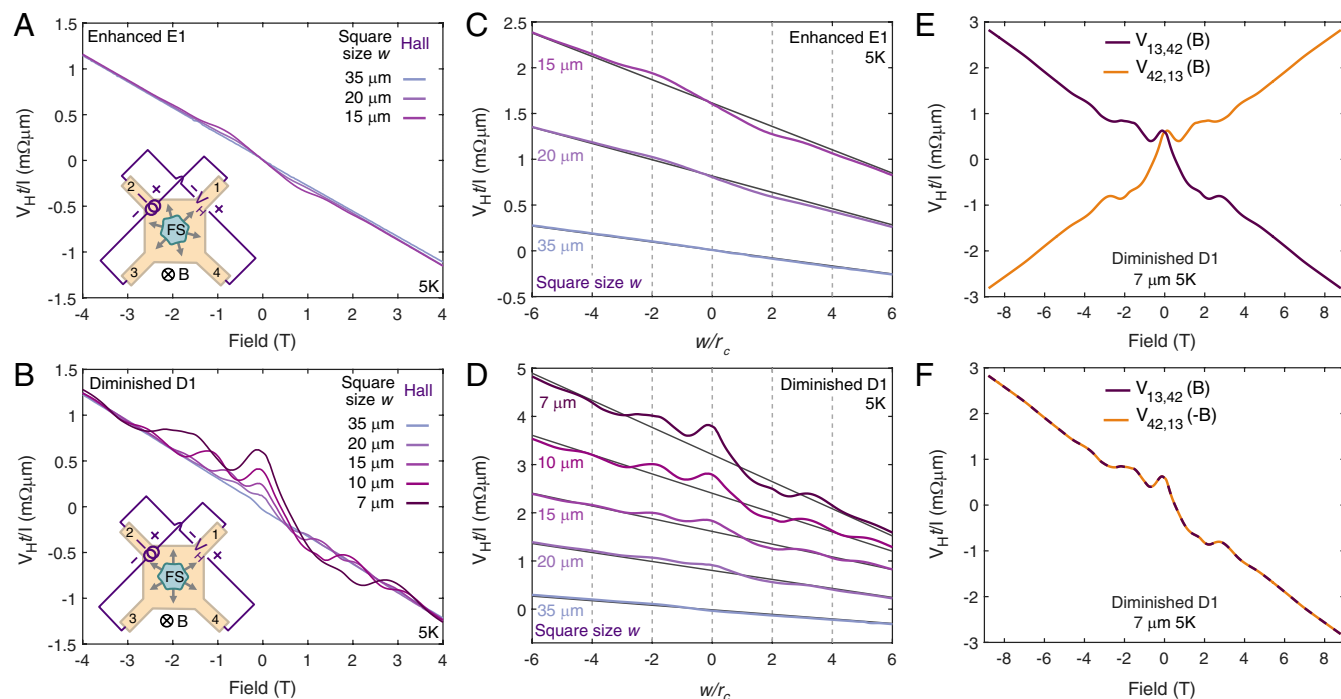 A
Enhanced E1
Square
size w
Hall
35 μm
20 μm
15 μm
V_H t/I (mΩμm)
1.5
1
0.5
0
-0.5
-1
-1.5
2
1
- + I
- V_H +
FS
3
4
⊗ B
5K
-4 -3 -2 -1 0 1 2 3 4
Field (T)
B
Diminished D1
Square
size w
Hall
35 μm
20 μm
15 μm
10 μm
7 μm
V_H t/I (mΩμm)
1.5
1
0.5
0
-0.5
-1
-1.5
2
1
- + I
- V_H +
FS
3
4
⊗ B
5K
-4 -3 -2 -1 0 1 2 3 4
Field (T)
C
Enhanced E1
5K
V_H t/I (mΩμm)
2.5
2
1.5
1
0.5
0
-0.5
15 μm
20 μm
35 μm
Square size w
-6 -4 -2 0 2 4 6
w/r_c
D
Diminished D1
5K
V_H t/I (mΩμm)
5
4
3
2
1
0
7 μm
10 μm
15 μm
20 μm
35 μm
Square size w
-6 -4 -2 0 2 4 6
w/r_c
E
V_13,42 (B)
V_42,13 (B)
V_H t/I (mΩμm)
3
2
1
0
-1
-2
-3
Diminished D1
7 μm 5K
-8 -6 -4 -2 0 2 4 6 8
Field (T)
F
V_13,42 (B)
V_42,13 (-B)
V_H t/I (mΩμm)
3
2
1
0
-1
-2
-3
Diminished D1
7 μm 5K
-8 -6 -4 -2 0 2 4 6 8
Field (T)